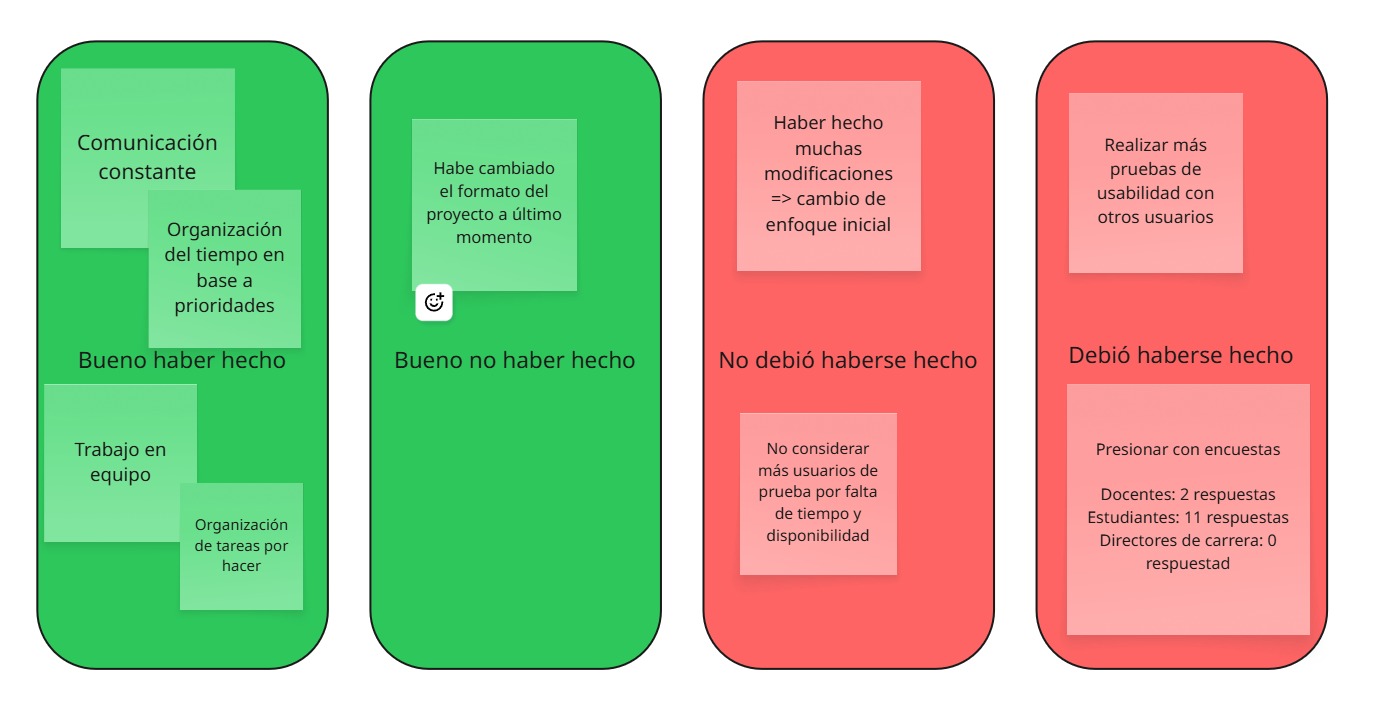 Comunicación
constante
Organización
del tiempo en
base a
prioridades
Bueno haber hecho
Trabajo en
equipo
Organización
de tareas por
hacer
Habe cambiado
el formato del
proyecto a último
momento
Bueno no haber hecho
Haber hecho
muchas
modificaciones
=> cambio de
enfoque inicial
No debió haberse hecho
No considerar
más usuarios de
prueba por falta
de tiempo y
disponibilidad
Realizar más
pruebas de
usabilidad con
otros usuarios
Debió haberse hecho
Presionar con encuestas
Docentes: 2 respuestas
Estudiantes: 11 respuestas
Directores de carrera: 0
respuestad